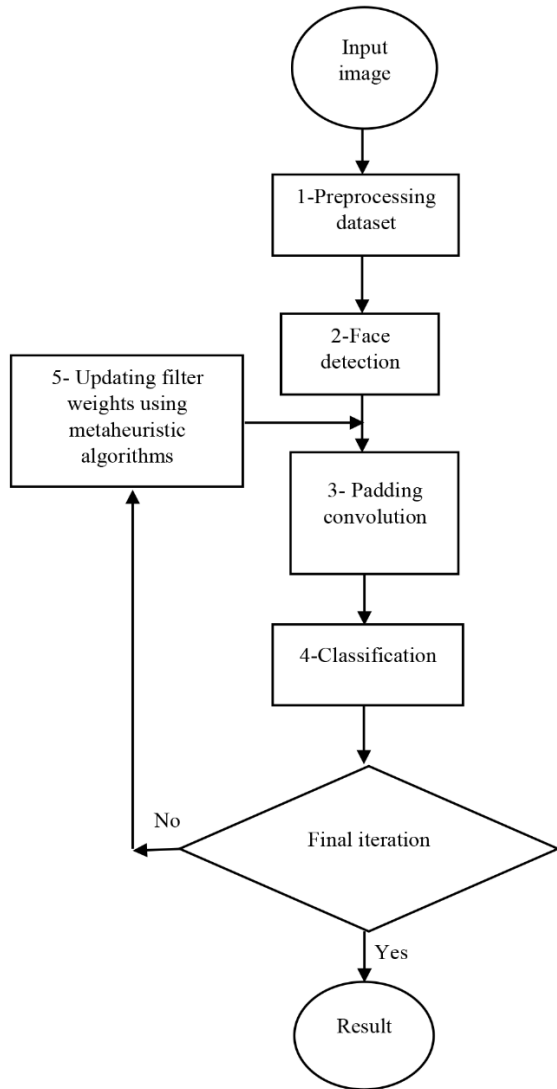 Input
image
1-Preprocessing
dataset
2-Face
detection
5- Updating filter
weights using
metaheuristic
algorithms
3- Padding
convolution
4-Classification
No
Final iteration
Yes
Result